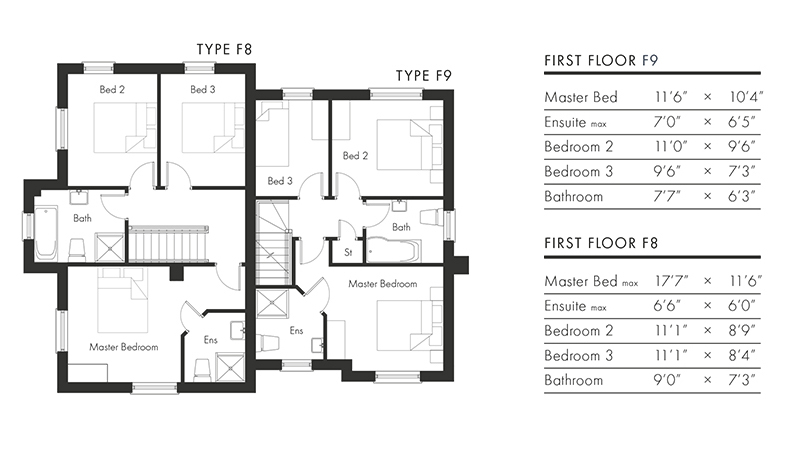 TYPE F8
TYPE F9
Bed 2
Bed 3
Bed 2
Bed 3
Bath
Bath
St
Master Bedroom
Ens
Ens
Master Bedroom
FIRST FLOOR F9
Master Bed 11’6” × 10’4”
Ensuite max 7’0” × 6’5”
Bedroom 2 11’0” × 9’6”
Bedroom 3 9’6” × 7’3”
Bathroom 7’7” × 6’3”
FIRST FLOOR F8
Master Bed max 17’7” × 11’6”
Ensuite max 6’6” × 6’0”
Bedroom 2 11’1” × 8’9”
Bedroom 3 11’1” × 8’4”
Bathroom 9’0” × 7’3”